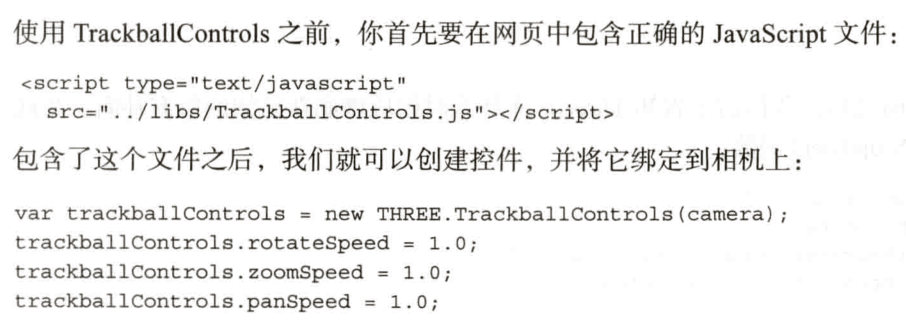 使用 TrackballControls 之前，你首先要在网页中包含正确的 JavaScript 文件：
<script type="text/javascript"
  src="../libs/TrackballControls.js"></script>
包含了这个文件之后，我们就可以创建控件，并将它绑定到相机上：
var trackballControls = new THREE.TrackballControls(camera);
trackballControls.rotateSpeed = 1.0;
trackballControls.zoomSpeed = 1.0;
trackballControls.panSpeed = 1.0;